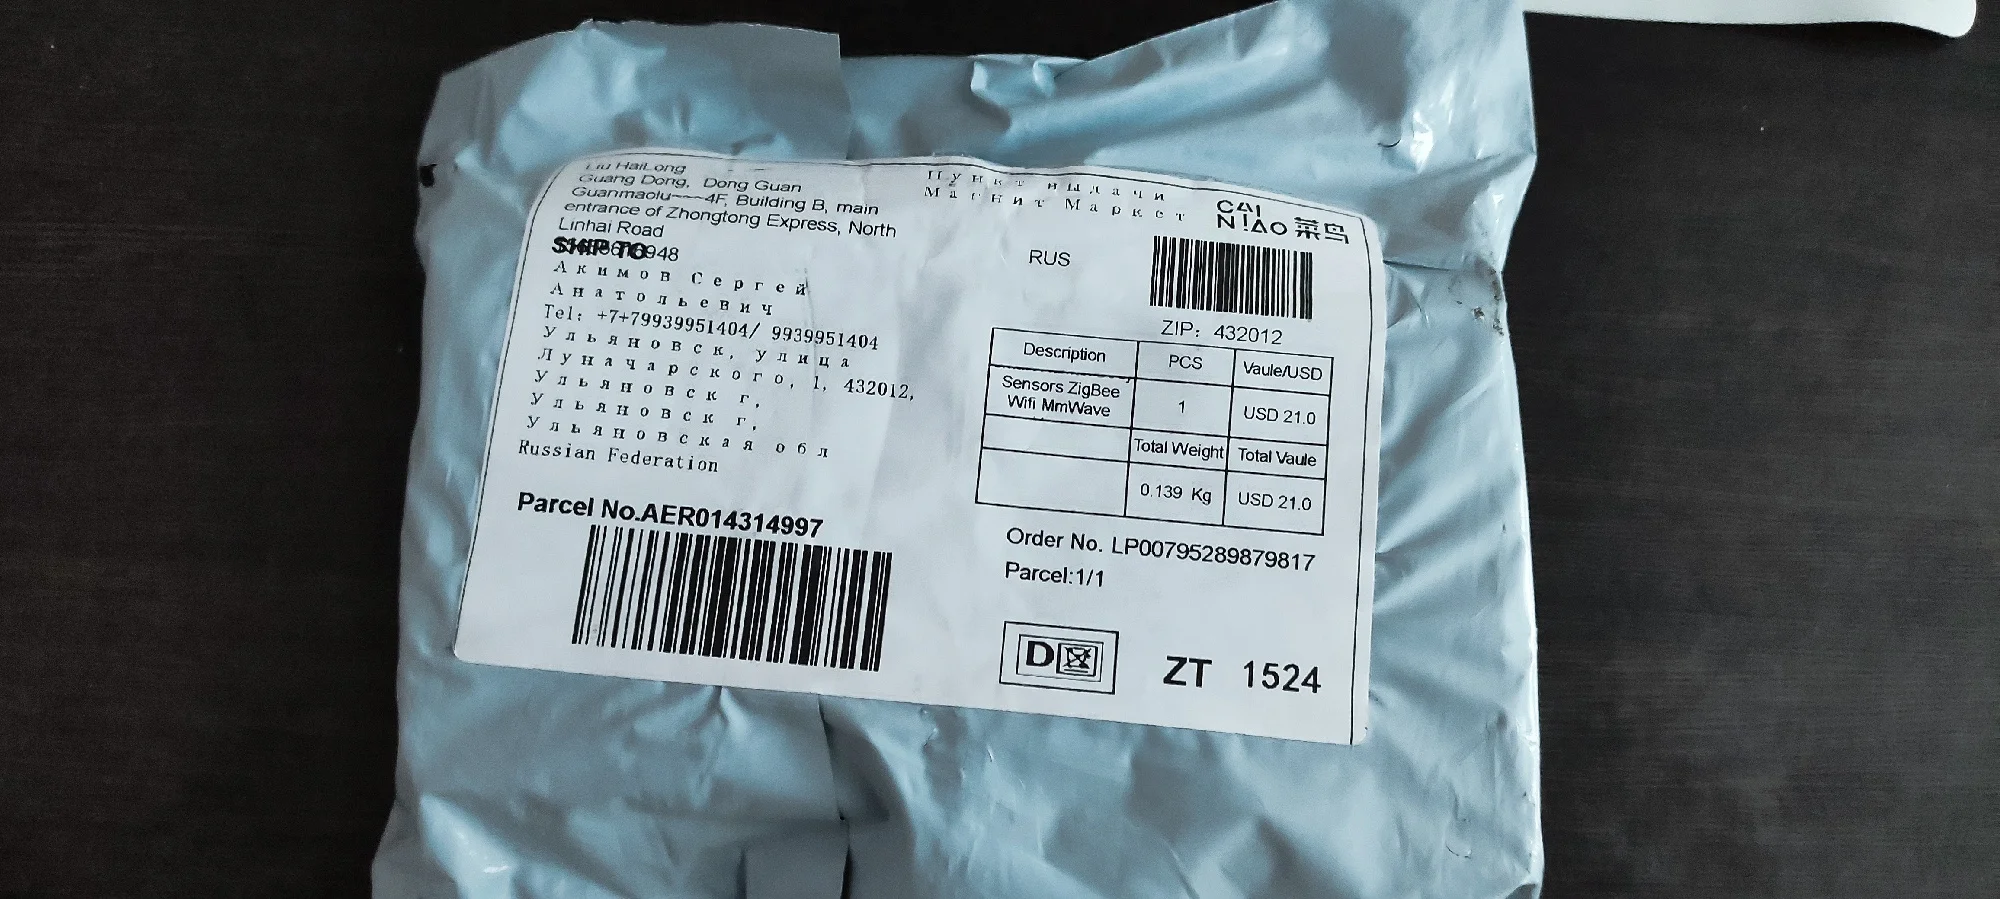 Liu HaiLong
Guang Dong, Dong Guan
Guanmaolu~~~4F, Building B, main
entrance of Zhongtong Express, North
Linhai Road
SHIP TO
Акимов Сергей
Анатольевич
Tel: +7+79939951404/ 9939951404
Ульяновск, улица
Луначарского, 1, 432012,
Ульяновск г,
Ульяновск г,
Ульяновская обл
Russian Federation
Parcel No.AER014314997
Пункт выдачи
Магнит Маркет
CAI
NIAO 菜鸟
RUS
ZIP: 432012
Description PCS Vaule/USD
Sensors ZigBee
Wifi MmWave 1 USD 21.0
Total Weight Total Vaule
0.139 Kg USD 21.0
Order No. LP00795289879817
Parcel:1/1
D
ZT 1524